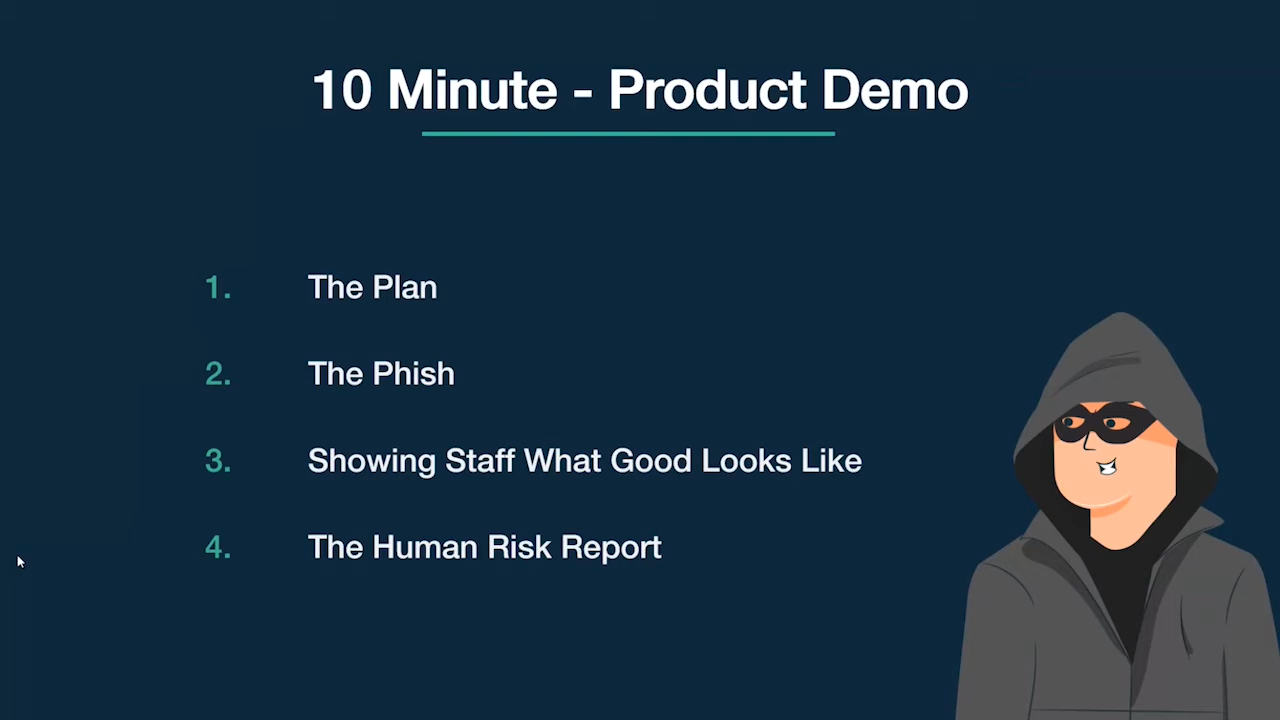 10 Minute - Product Demo
1. The Plan
2. The Phish
3. Showing Staff What Good Looks Like
4. The Human Risk Report